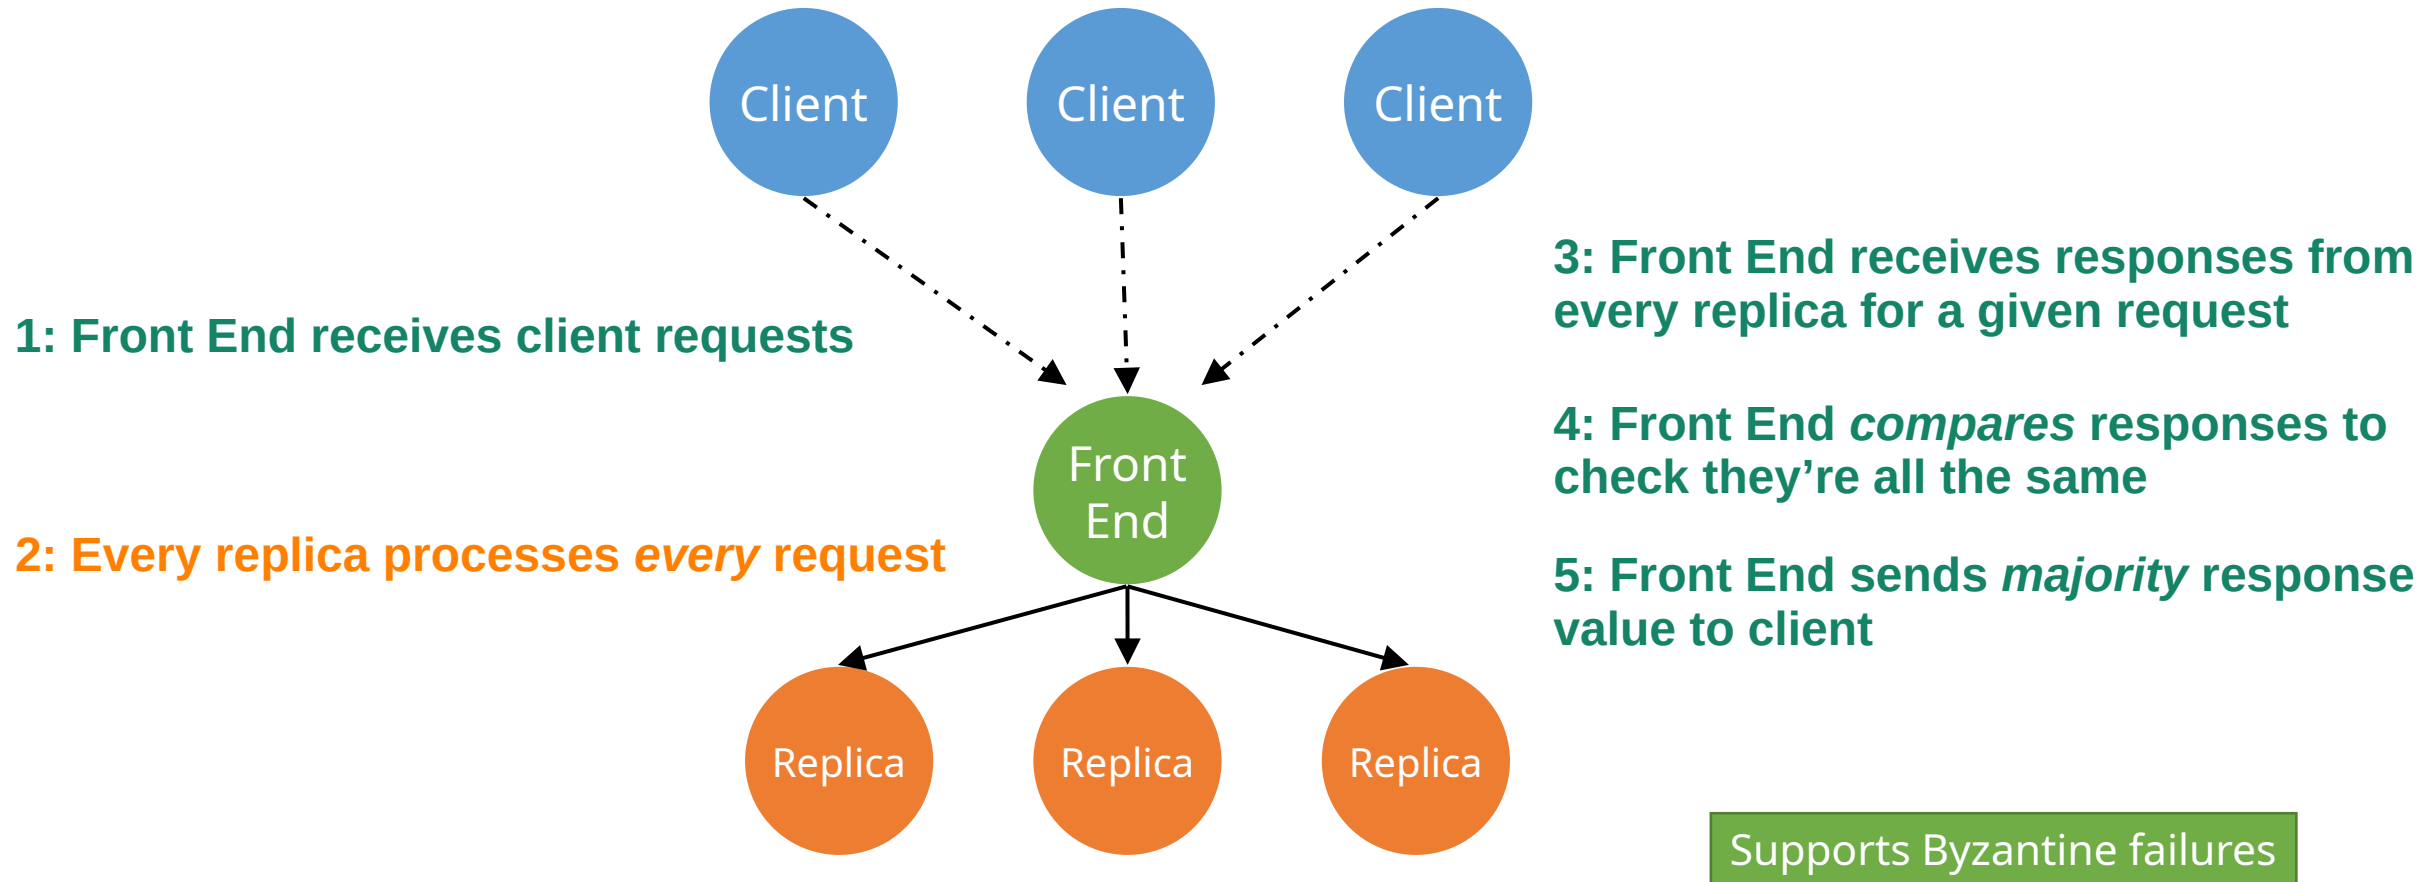 Client
Client
Client
1: Front End receives client requests
2: Every replica processes every request
Front
End
3: Front End receives responses from
every replica for a given request
4: Front End compares responses to
check they’re all the same
5: Front End sends majority response
value to client
Replica
Replica
Replica
Supports Byzantine failures